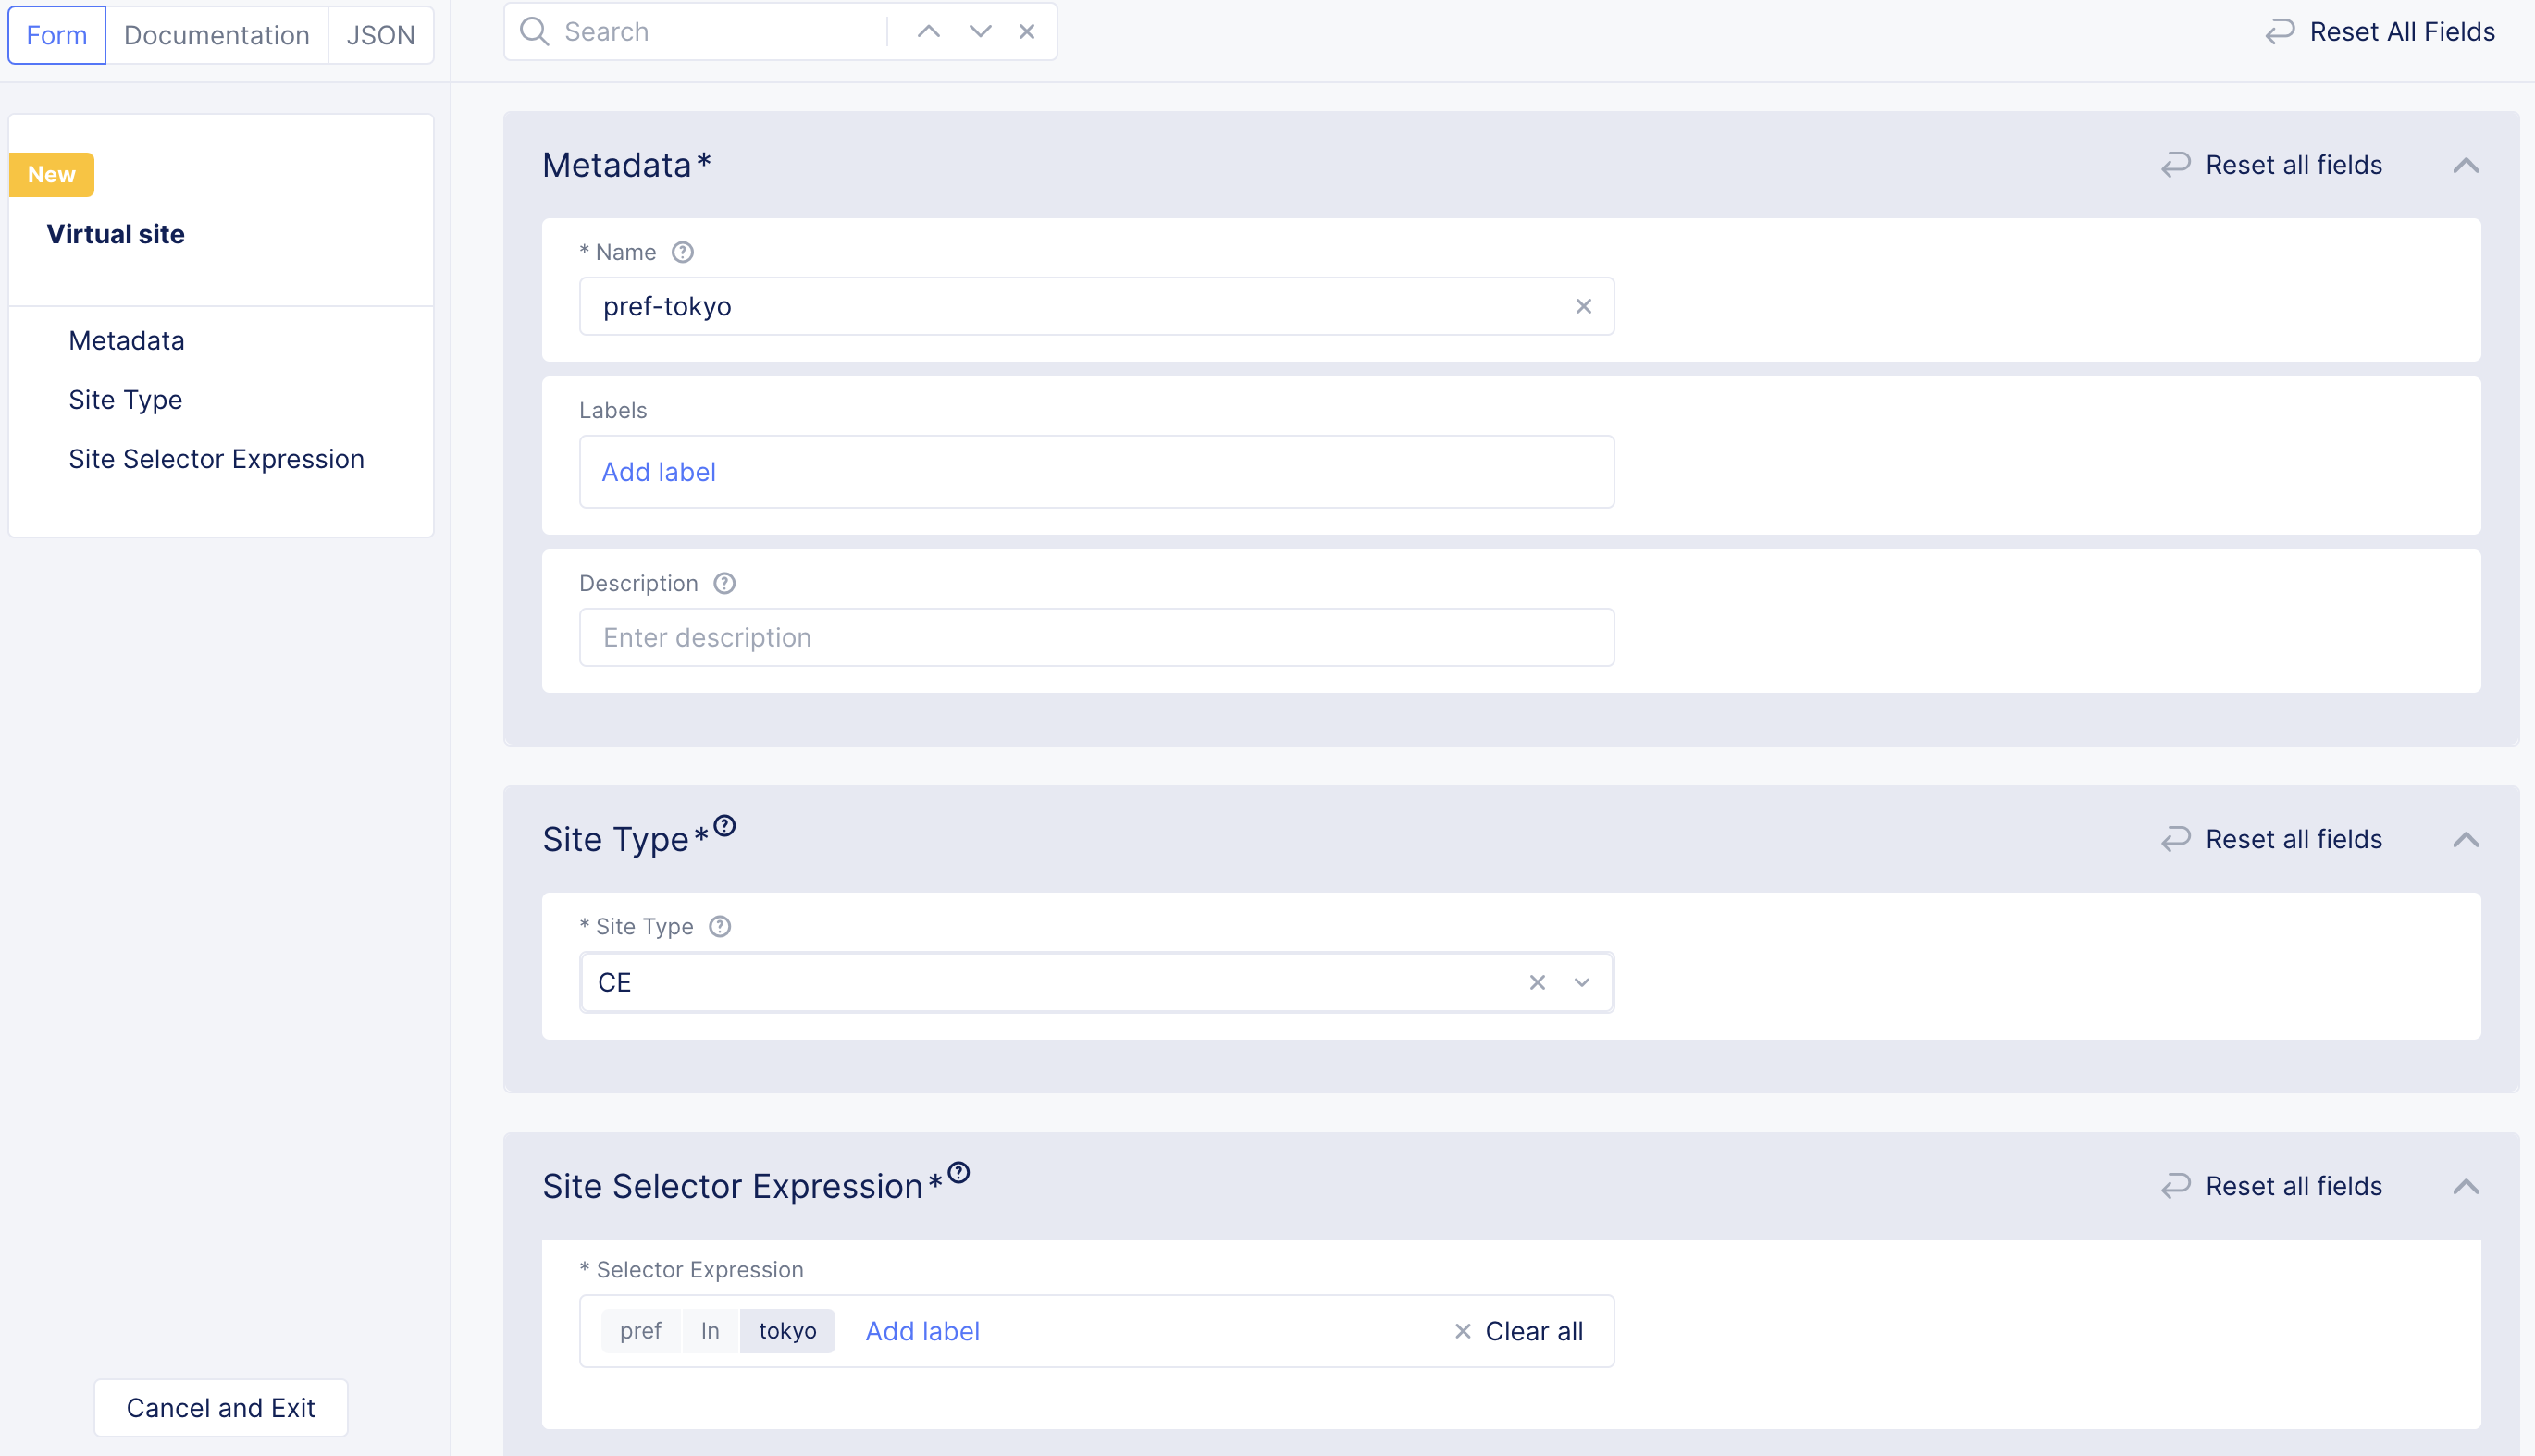 Form
Documentation
JSON
Search
Reset All Fields
New
Virtual site
Metadata
Site Type
Site Selector Expression
Cancel and Exit
Metadata*
Reset all fields
* Name
pref-tokyo
Labels
Add label
Description
Enter description
Site Type*
Reset all fields
* Site Type
CE
Site Selector Expression*
Reset all fields
* Selector Expression
pref In tokyo Add label Clear all